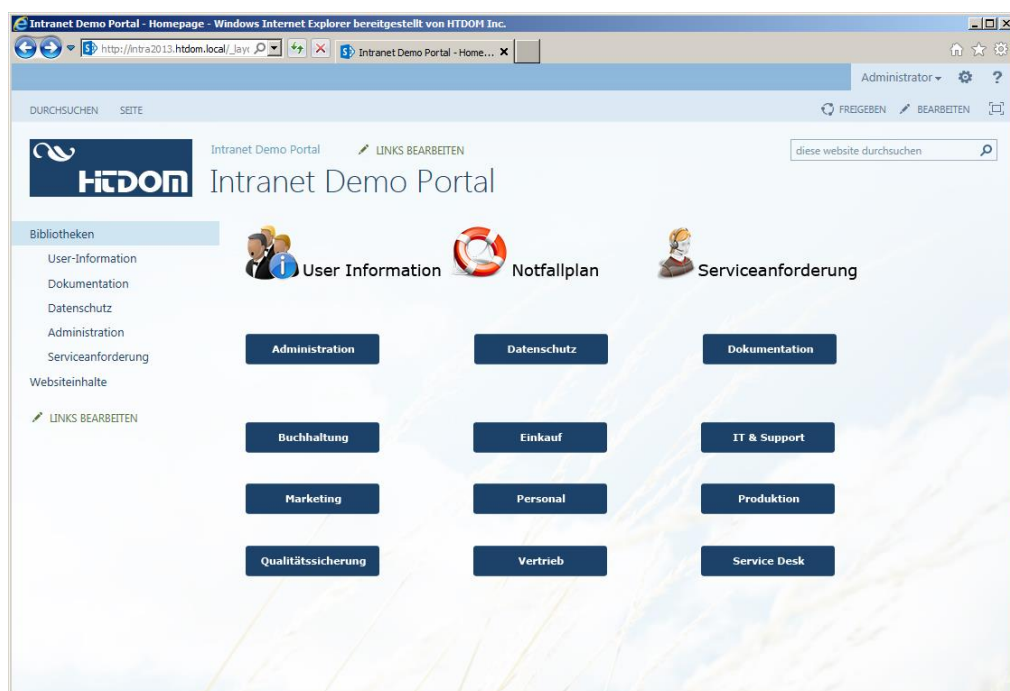 Intranet Demo Portal - Homepage - Windows Internet Explorer bereitgestellt von HTDOM Inc.
http://intra2013.htdom.local/_layo
Intranet Demo Portal - Home...
Administrator
DURCHSUCHEN SEITE
FREIGEBEN BEARBEITEN
HTDOM
Intranet Demo Portal LINKS BEARBEITEN
diese website durchsuchen
Intranet Demo Portal
Bibliotheken
User-Information
Dokumentation
Datenschutz
Administration
Serviceanforderung
Websiteinhalte
LINKS BEARBEITEN
User Information Notfallplan Serviceanforderung
Administration Datenschutz Dokumentation
Buchhaltung Einkauf IT & Support
Marketing Personal Produktion
Qualitätssicherung Vertrieb Service Desk